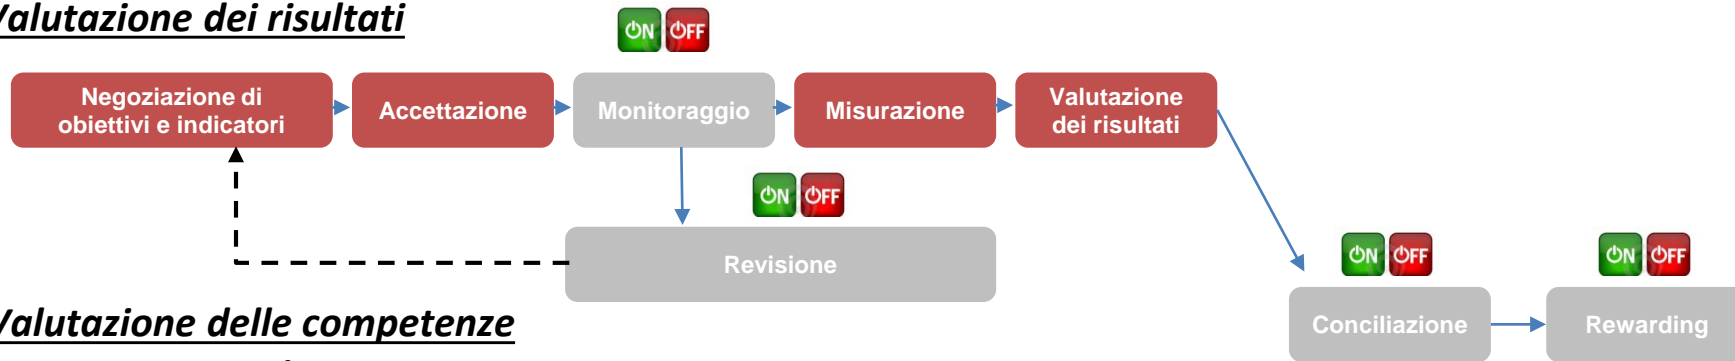 Valutazione dei risultati
ON OFF
Negoziazione di
obiettivi e indicatori
Accettazione
Monitoraggio
Misurazione
Valutazione
dei risultati
ON OFF
Revisione
ON OFF
ON OFF
Conciliazione
Rewarding
Valutazione delle competenze